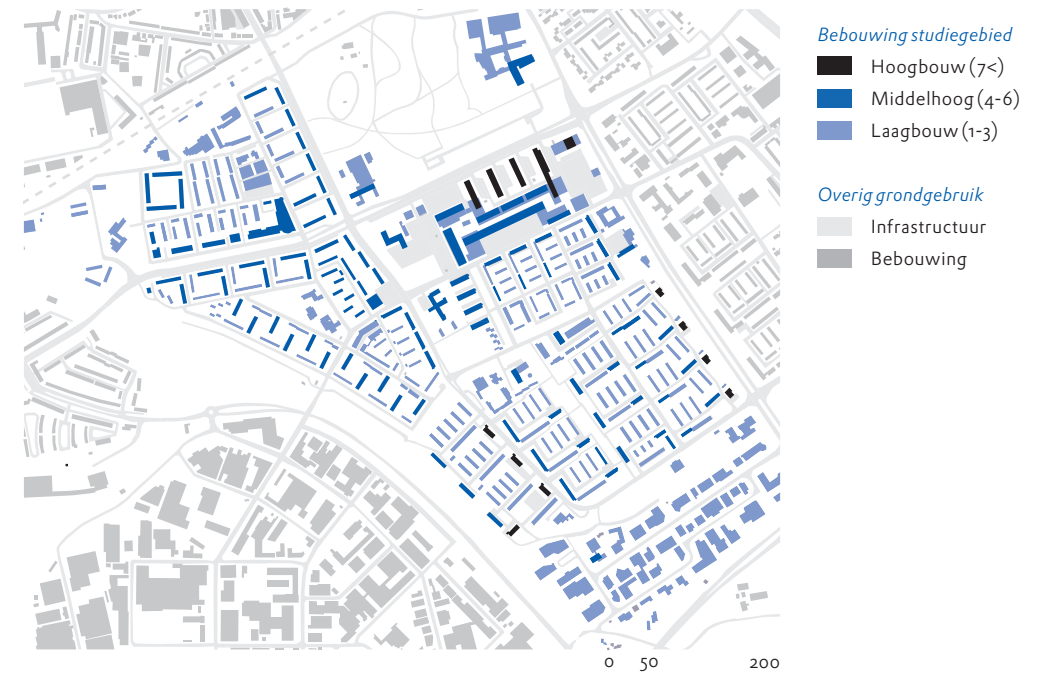 Bebouwing studiegebied
Hoogbouw (7<)
Middelhoog (4-6)
Laagbouw (1-3)
Overig grondgebruik
Infrastructuur
Bebouwing
0 50 200